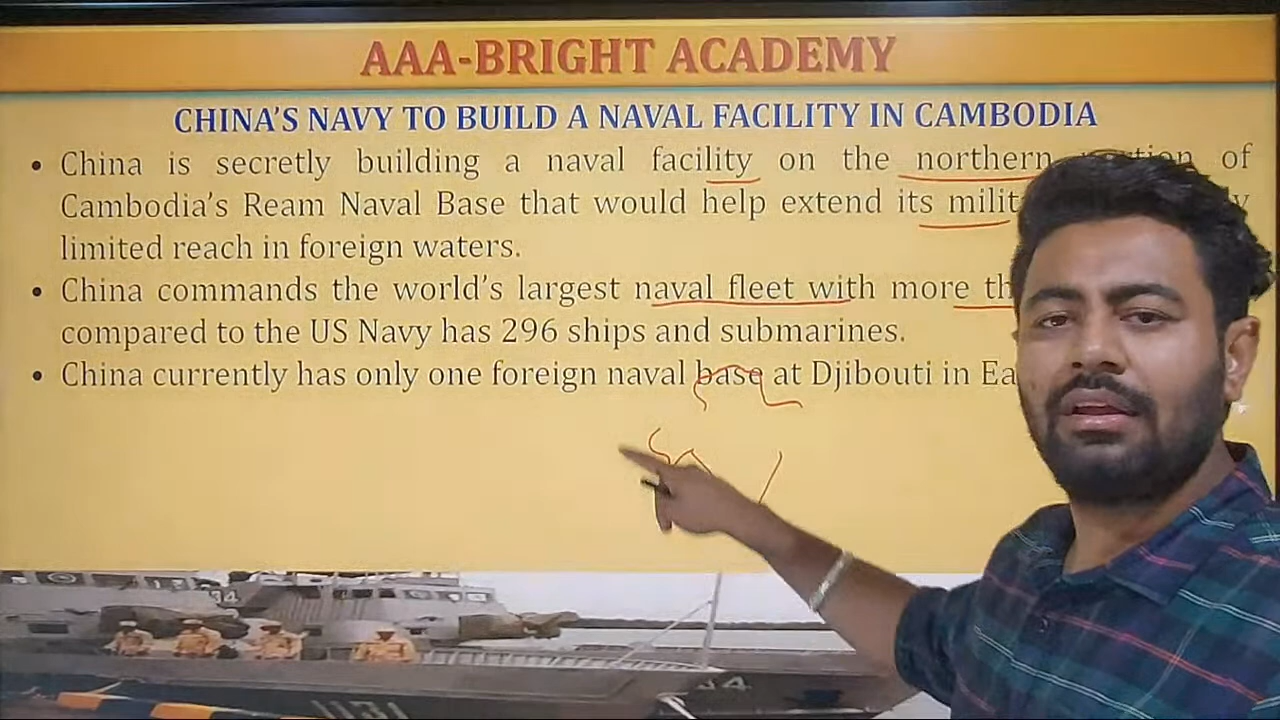 AAA-BRIGHT ACADEMY
CHINA'S NAVY TO BUILD A NAVAL FACILITY IN CAMBODIA
• China is secretly building a naval facility on the northern of
Cambodia's Ream Naval Base that would help extend its
limited reach in foreign waters.
• China commands the world's largest naval fleet with more
compared to the US Navy has 296 ships and submarines.
• China currently has only one foreign naval base at Djibouti in
1131
34